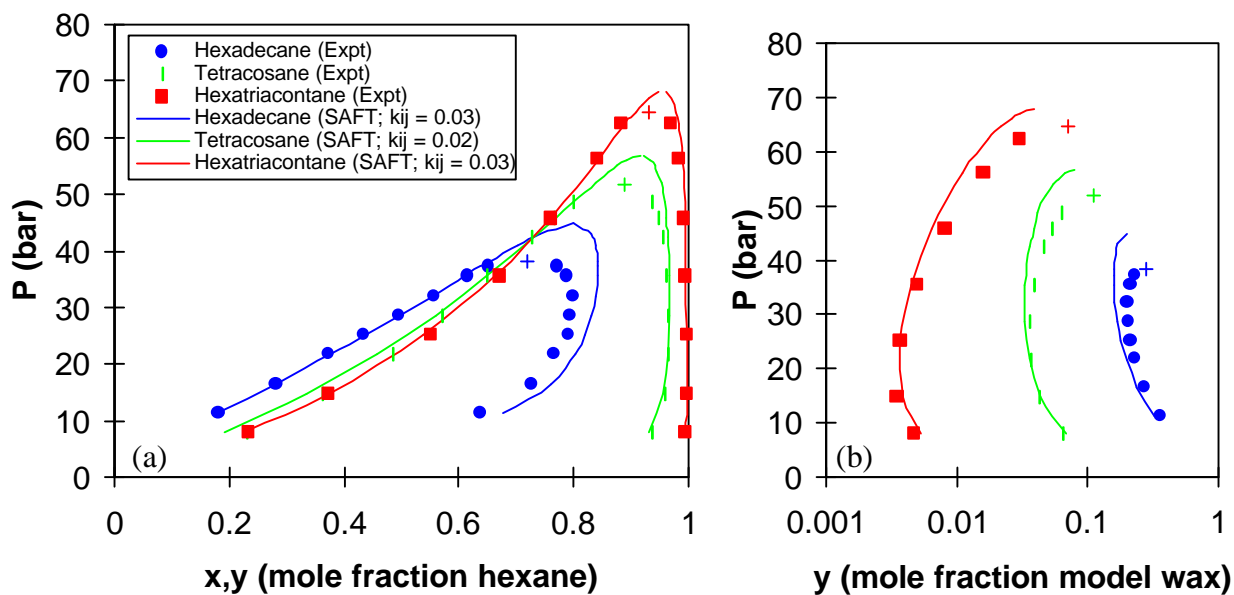 80
70
60
50
40
30
20
10
0
P (bar)
Hexadecane (Expt)
Tetracosane (Expt)
Hexatriacontane (Expt)
Hexadecane (SAFT; kij = 0.03)
Tetracosane (SAFT; kij = 0.02)
Hexatriacontane (SAFT; kij = 0.03)
(a)
0 0.2 0.4 0.6 0.8 1
x,y (mole fraction hexane)
80
70
60
50
40
30
20
10
0
P (bar)
(b)
0.001 0.01 0.1 1
y (mole fraction model wax)